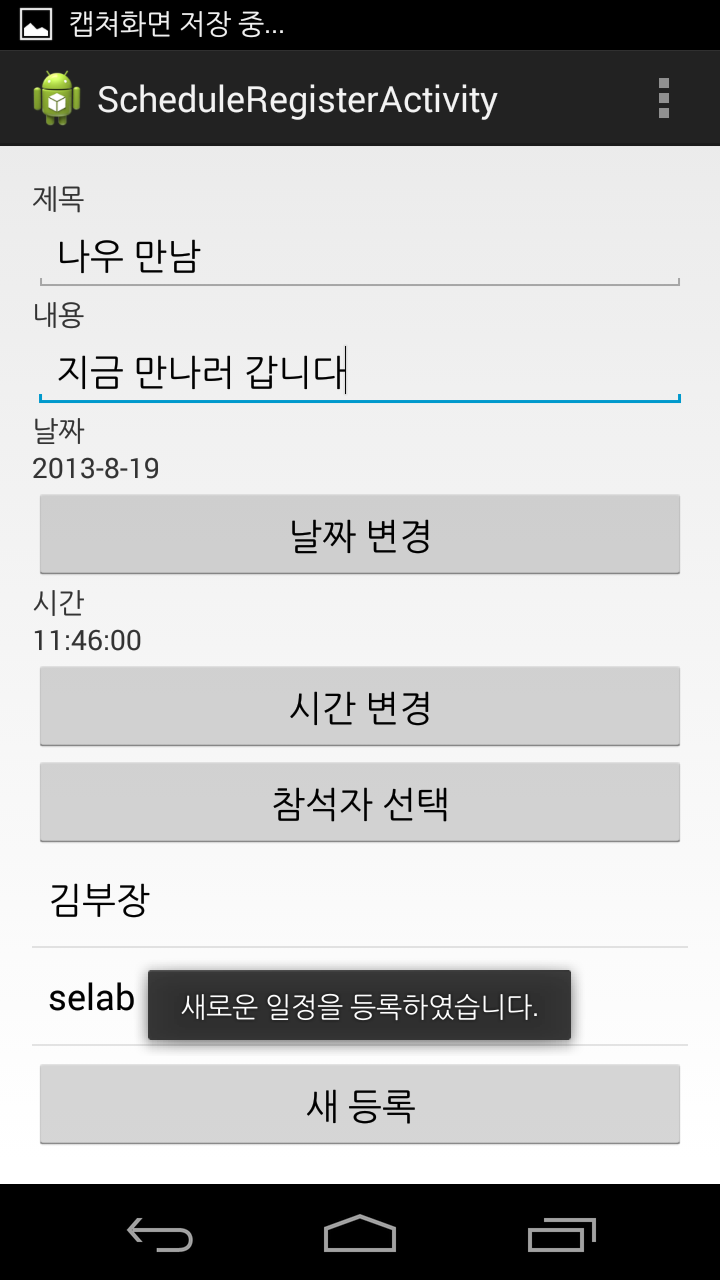 캡쳐화면 저장 중...
ScheduleRegisterActivity
제목
나우 만남
내용
지금 만나러 갑니다
날짜
2013-8-19
날짜 변경
시간
11:46:00
시간 변경
참석자 선택
김부장
selab
새로운 일정을 등록하였습니다.
새 등록